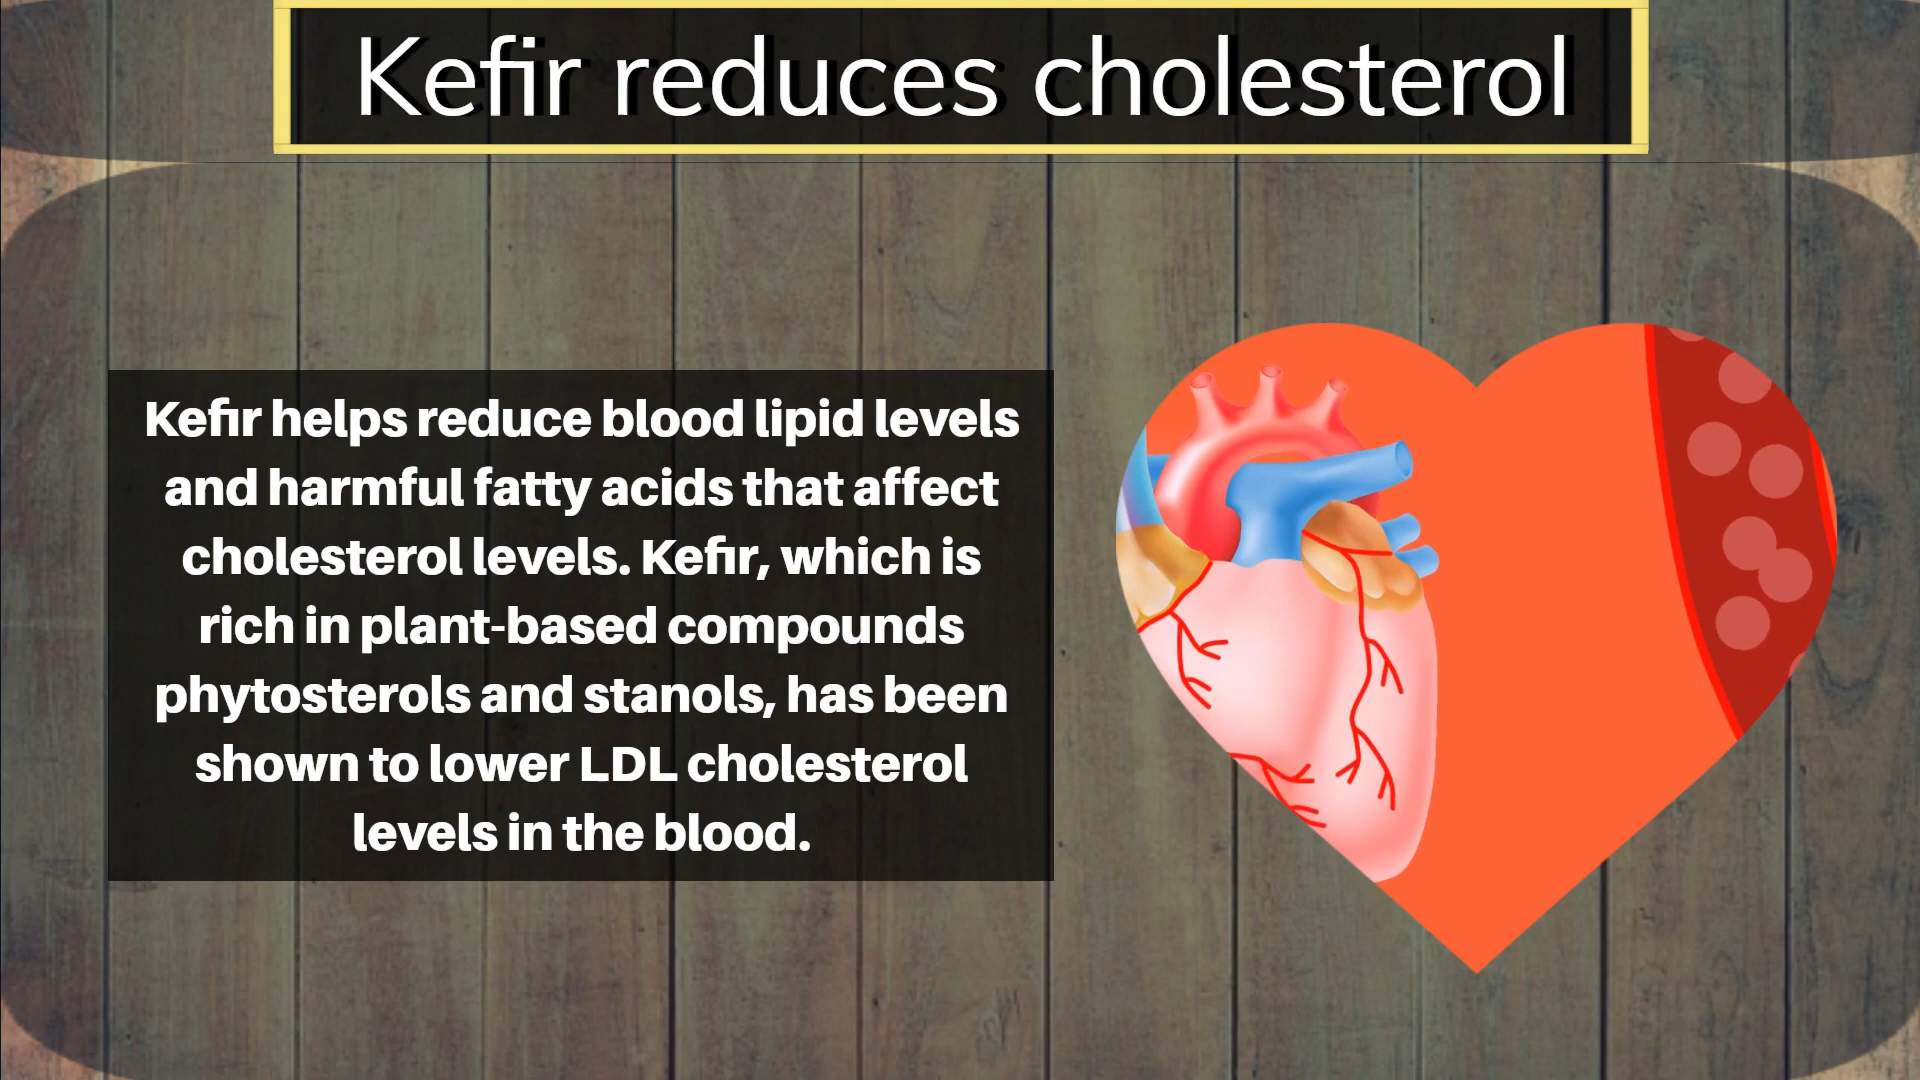 Kefir reduces cholesterol
Kefir helps reduce blood lipid levels
and harmful fatty acids that affect
cholesterol levels. Kefir, which is
rich in plant-based compounds
phytosterols and stanols, has been
shown to lower LDL cholesterol
levels in the blood.